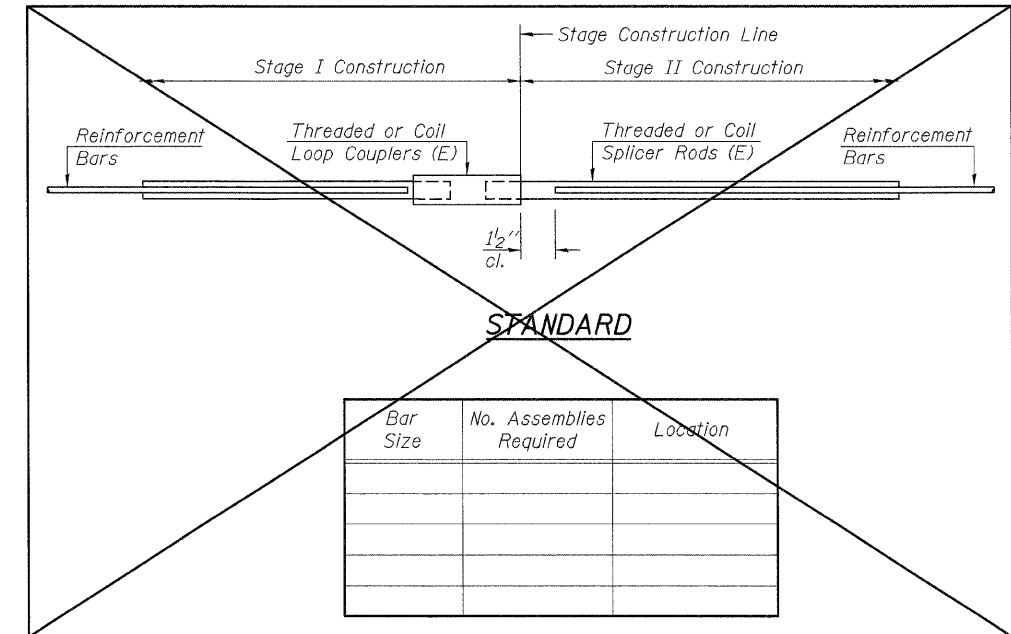 Stage Construction Line
Stage I Construction
Stage II Construction
Reinforcement
Bars
Threaded or Coil
Loop Couplers (E)
Threaded or Coil
Splicer Rods (E)
Reinforcement
Bars
1½"
cl.
STANDARD
Bar
Size
No. Assemblies
Required
Location